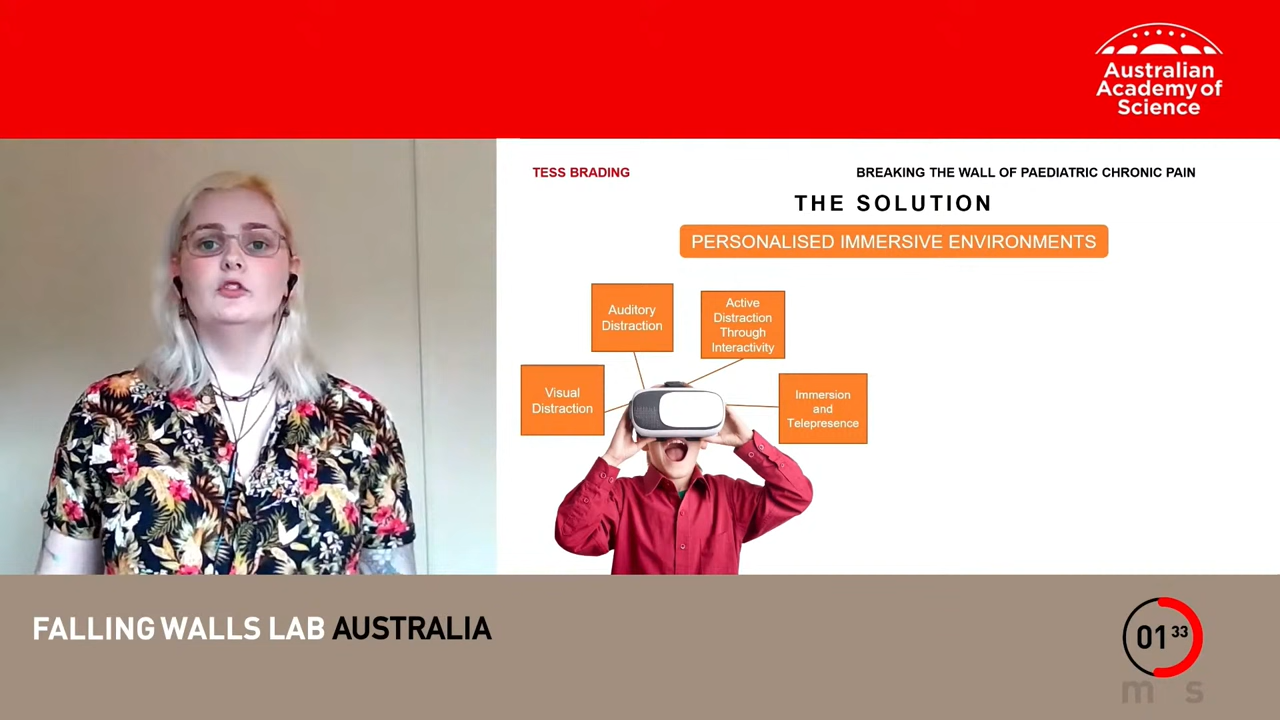 Australian
Academy of
Science
TESS BRADING
BREAKING THE WALL OF PAEDIATRIC CHRONIC PAIN
THE SOLUTION
PERSONALISED IMMERSIVE ENVIRONMENTS
Auditory
Distraction
Active
Distraction
Through
Interactivity
Visual
Distraction
Immersion
and
Telepresence
FALLING WALLS LAB AUSTRALIA
01 33
m s